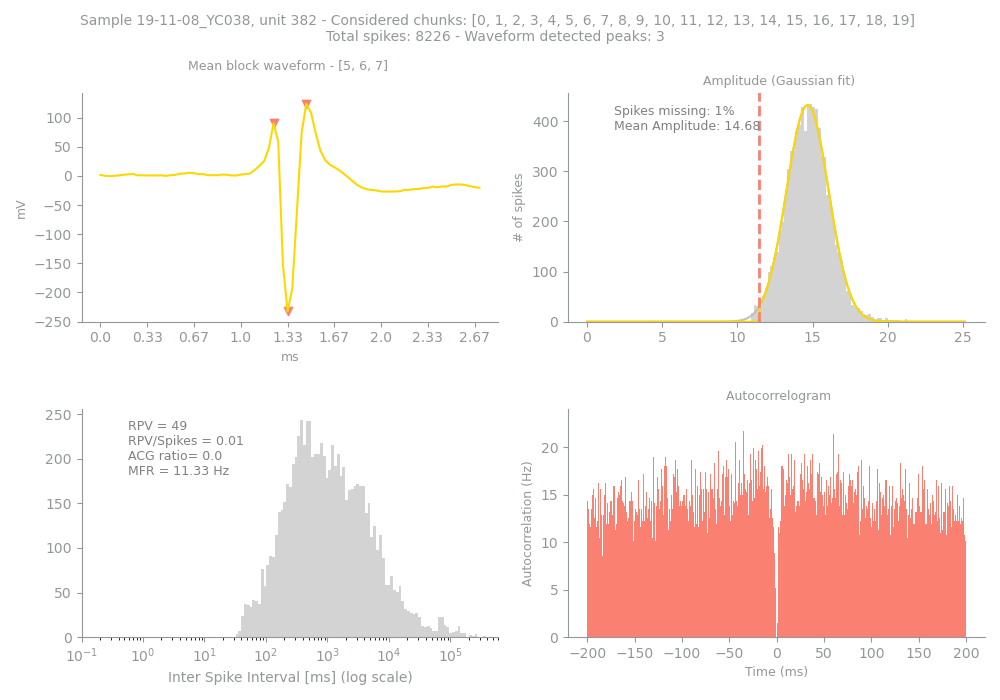 Sample 19-11-08_YC038, unit 382 - Considered chunks: [0, 1, 2, 3, 4, 5, 6, 7, 8, 9, 10, 11, 12, 13, 14, 15, 16, 17, 18, 19]
Total spikes: 8226 - Waveform detected peaks: 3
Mean block waveform - [5, 6, 7]
100
50
0
−50
−100
−150
−200
−250
mV
0.0 0.33 0.67 1.0 1.33 1.67 2.0 2.33 2.67
ms
Amplitude (Gaussian fit)
Spikes missing: 1%
Mean Amplitude: 14.68
400
300
200
100
0
# of spikes
0 5 10 15 20 25
RPV = 49
RPV/Spikes = 0.01
ACG ratio= 0.0
MFR = 11.33 Hz
250
200
150
100
50
0
10⁻¹ 10⁰ 10¹ 10² 10³ 10⁴ 10⁵
Inter Spike Interval [ms] (log scale)
Autocorrelogram
20
15
10
5
0
Autocorrelation (Hz)
−200 −150 −100 −50 0 50 100 150 200
Time (ms)